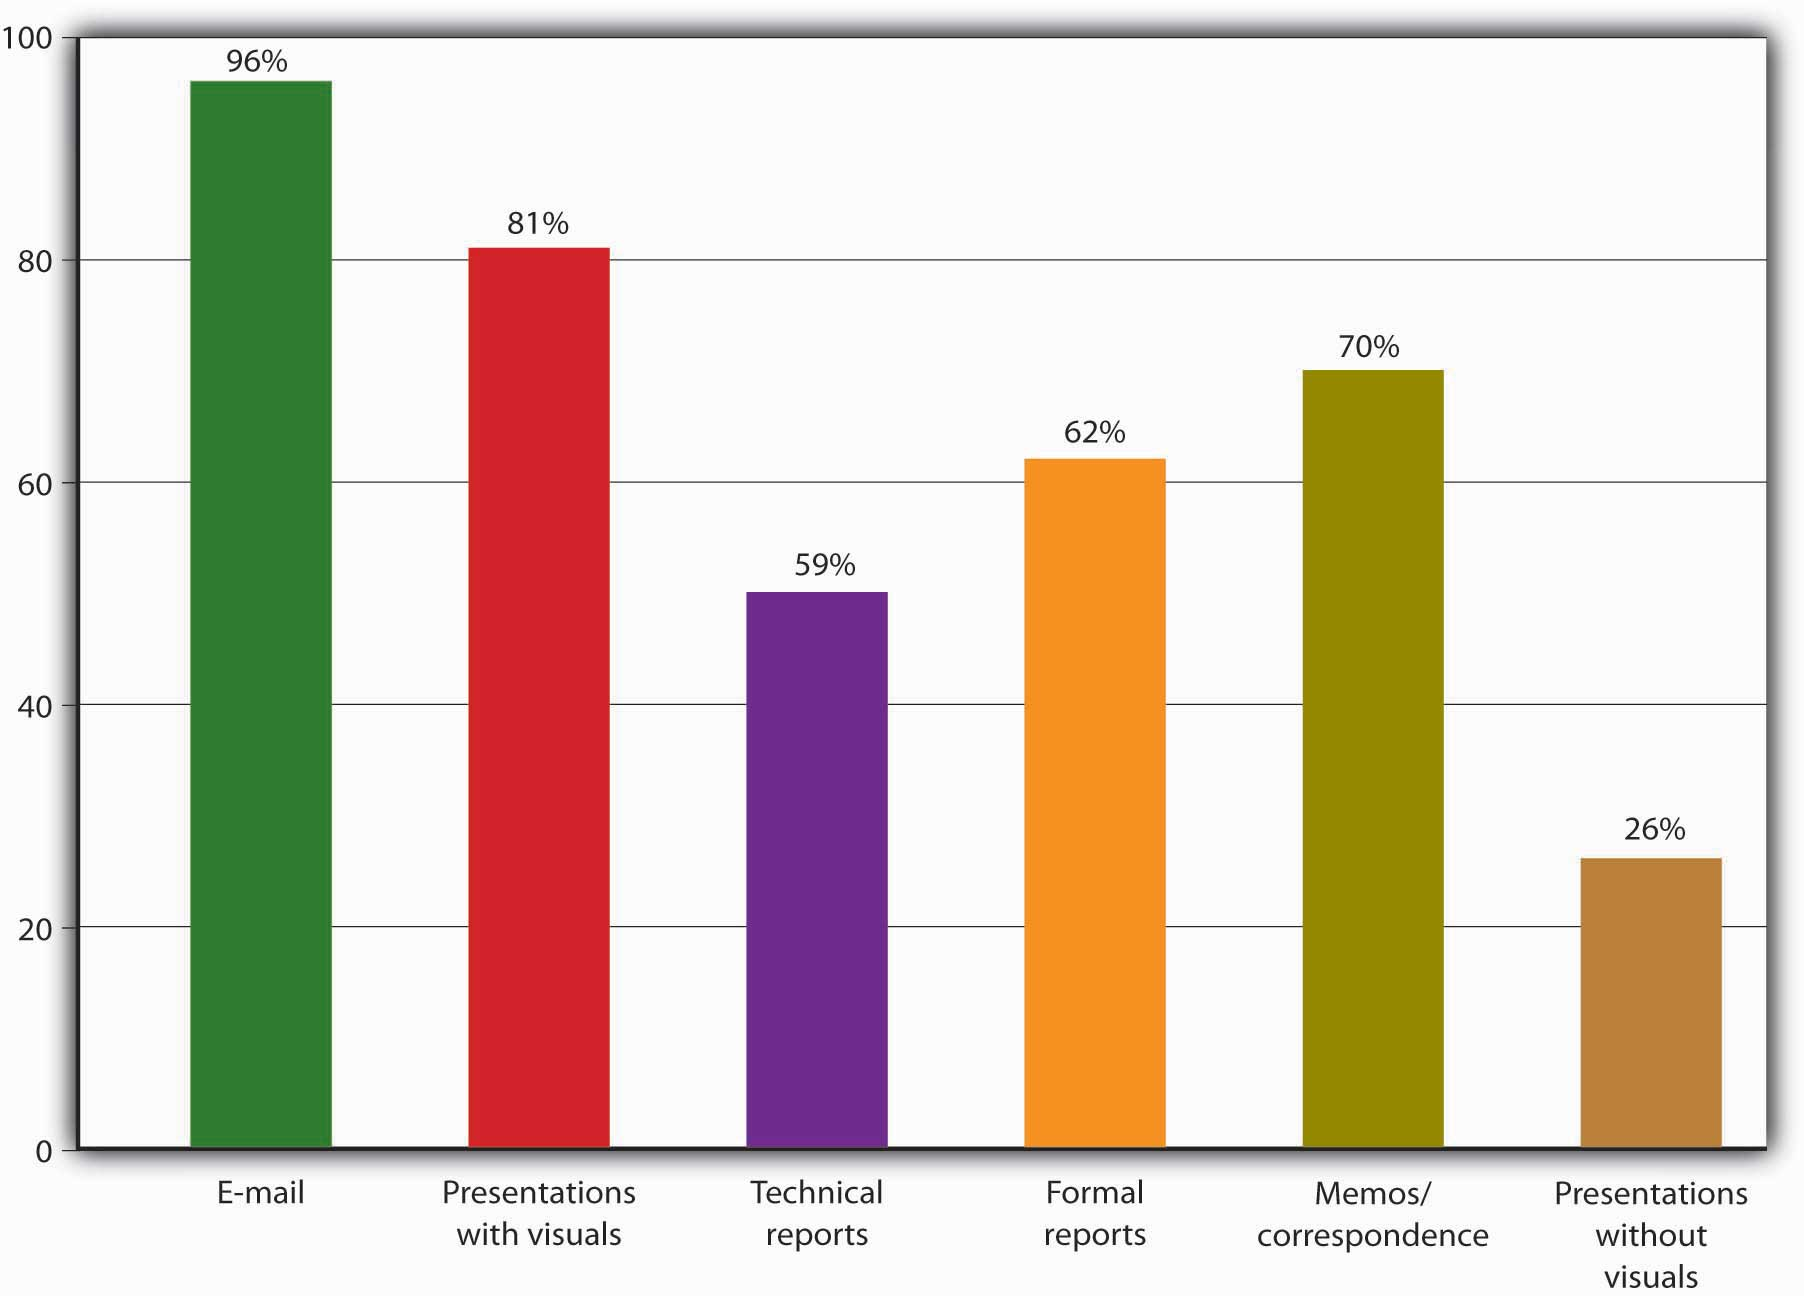 100
96%
81%
80
70%
62%
60
59%
40
26%
20
0
E-mail
Presentations
with visuals
Technical
reports
Formal
reports
Memos/
correspondence
Presentations
without
visuals